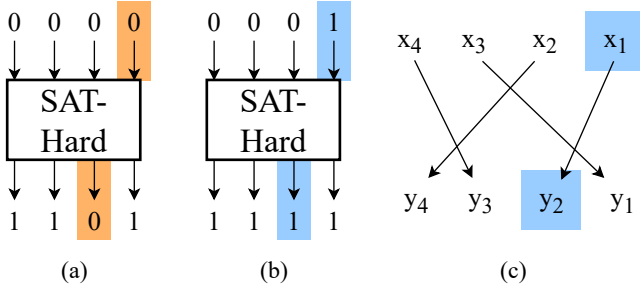 0 0 0 0
SAT-
Hard
1 1 0 1
(a)
0 0 0 1
SAT-
Hard
1 1 1 1
(b)
x₄ x₃ x₂ x₁
y₄ y₃ y₂ y₁
(c)